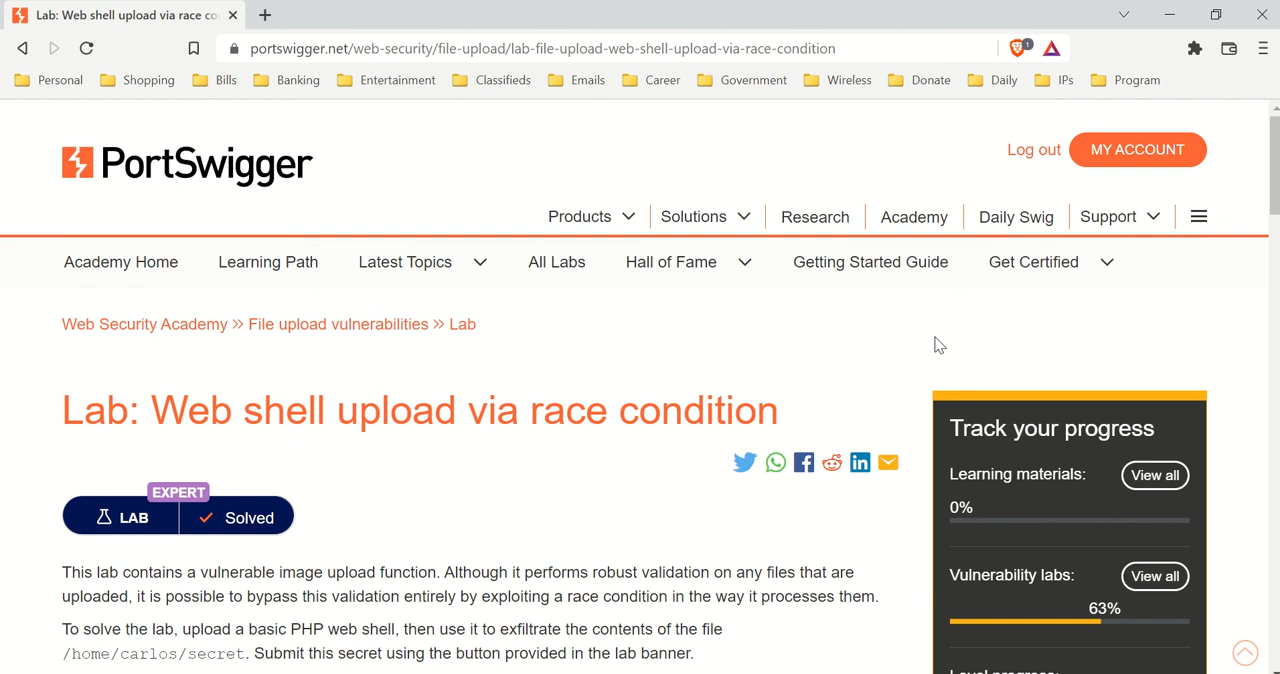 Lab: Web shell upload via race co
portswigger.net/web-security/file-upload/lab-file-upload-web-shell-upload-via-race-condition
1
Personal Shopping Bills Banking Entertainment Classifieds Emails Career Government Wireless Donate Daily IPs Program
PortSwigger
Log out MY ACCOUNT
Products Solutions Research Academy Daily Swig Support
Academy Home Learning Path Latest Topics All Labs Hall of Fame Getting Started Guide Get Certified
Web Security Academy >> File upload vulnerabilities >> Lab
Lab: Web shell upload via race condition
EXPERT
LAB Solved
This lab contains a vulnerable image upload function. Although it performs robust validation on any files that are
uploaded, it is possible to bypass this validation entirely by exploiting a race condition in the way it processes them.
To solve the lab, upload a basic PHP web shell, then use it to exfiltrate the contents of the file
/home/carlos/secret. Submit this secret using the button provided in the lab banner.
Track your progress
Learning materials: View all
0%
Vulnerability labs: View all
63%
Level progress: